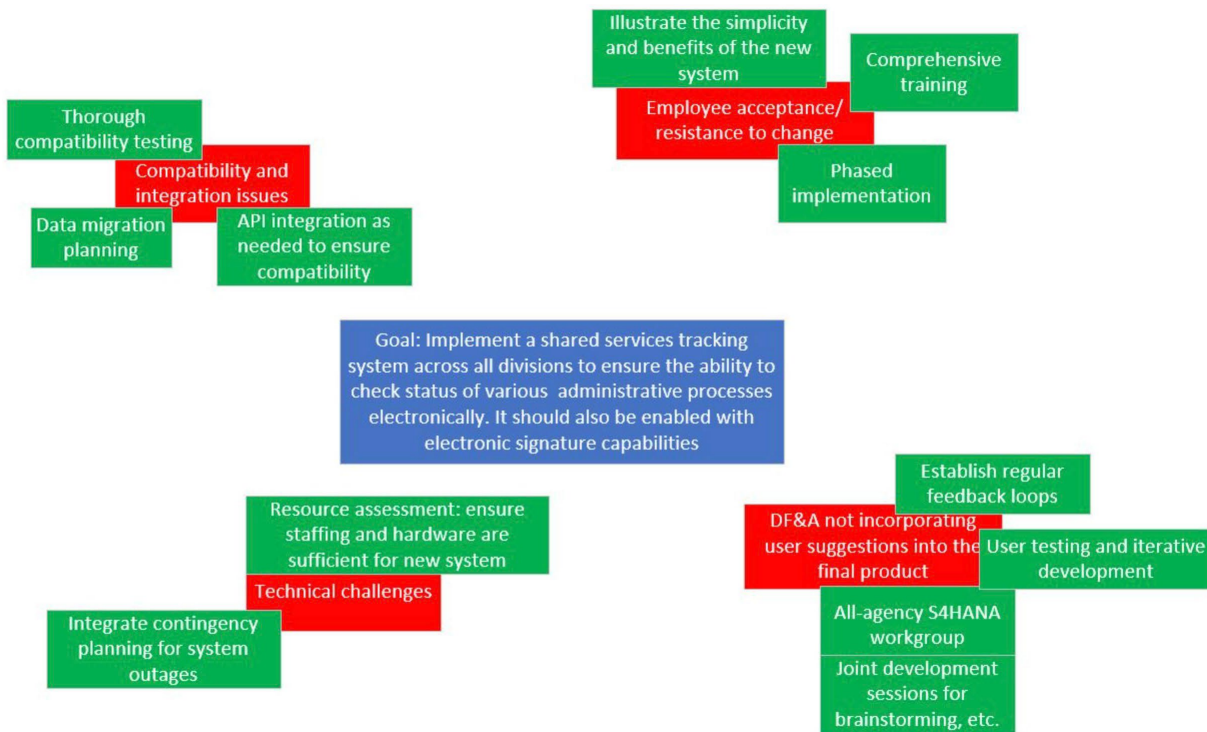 Illustrate the simplicity
and benefits of the new
system
Comprehensive
training
Employee acceptance/
resistance to change
Phased
implementation
Thorough
compatibility testing
Compatibility and
integration issues
Data migration
planning
API integration as
needed to ensure
compatibility
Goal: Implement a shared services tracking
system across all divisions to ensure the ability to
check status of various administrative processes
electronically. It should also be enabled with
electronic signature capabilities
Resource assessment: ensure
staffing and hardware are
sufficient for new system
Technical challenges
Integrate contingency
planning for system
outages
Establish regular
feedback loops
DF&A not incorporating
user suggestions into the
final product
User testing and iterative
development
All-agency S4HANA
workgroup
Joint development
sessions for
brainstorming, etc.